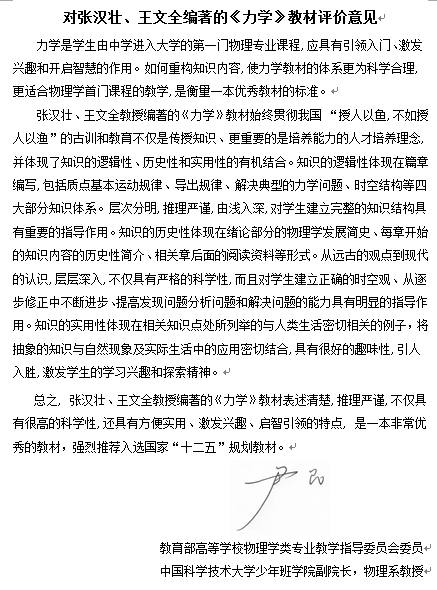 对张汉壮、王文全编著的《力学》教材评价意见
力学是学生由中学进入大学的第一门物理专业课程,应具有引领入门、激发
兴趣和开启智慧的作用。如何重构知识内容,使力学教材的体系更为科学合理,
更适合物理学首门课程的教学,是衡量一本优秀教材的标准。
张汉壮、王文全教授编著的《力学》教材始终贯彻我国 “授人以鱼,不如授
人以渔”的古训和教育不仅是传授知识、更重要的是培养能力的人才培养理念,
并体现了知识的逻辑性、历史性和实用性的有机结合。知识的逻辑性体现在篇章
编写,包括质点基本运动规律、导出规律、解决典型的力学问题、时空结构等四
大部分知识体系。层次分明,推理严谨,由浅入深,对学生建立完整的知识结构具
有重要的指导作用。知识的历史性体现在绪论部分的物理学发展简史、每章开始
的知识内容的历史性简介、相关章后面的阅读资料等形式。从远古的观点到现代
的认识,层层深入,不仅具有严格的科学性,而且对学生建立正确的时空观、从逐
步修正中不断进步、提高发现问题分析问题和解决问题的能力具有明显的指导作
用。知识的实用性体现在相关知识点处所列举的与人类生活密切相关的例子，将
抽象的知识与自然现象及实际生活中的应用密切结合,具有很好的趣味性,引人
入胜,激发学生的学习兴趣和探索精神。
总之,张汉壮、王文全教授编著的《力学》教材表述清楚,推理严谨,不仅具
有很高的科学性,还具有方便实用、激发兴趣、启智引领的特点,是一本非常优
秀的教材，强烈推荐入选国家“十二五”规划教材。
尹民
教育部高等学校物理学类专业教学指导委员会委员
中国科学技术大学少年班学院副院长，物理系教授